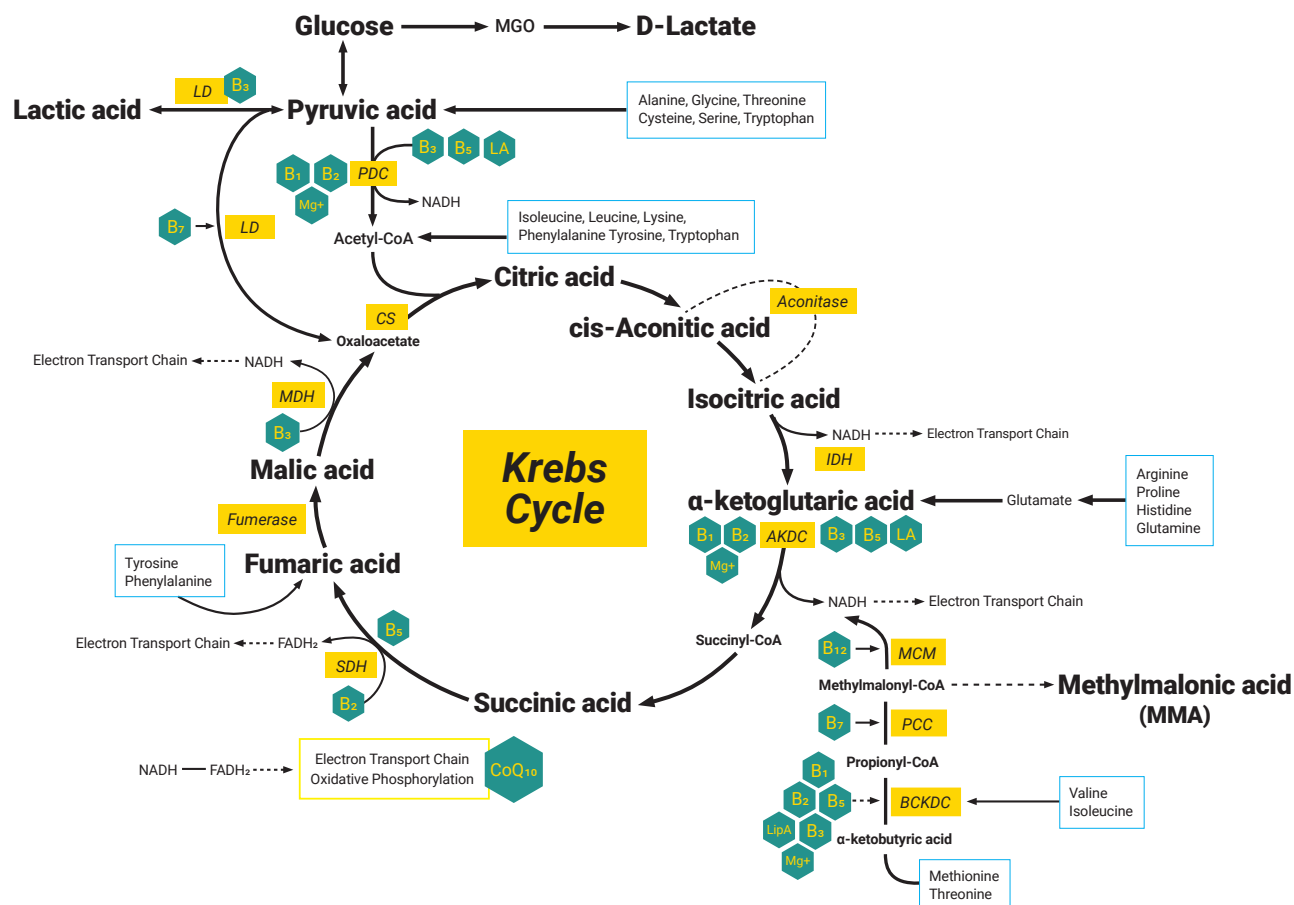 Glucose
MGO
D-Lactate
LD
B₃
Lactic acid
Pyruvic acid
Alanine, Glycine, Threonine
Cysteine, Serine, Tryptophan
B₃
B₅
LA
B₁
B₂
PDC
Mg+
NADH
B₇
LD
Isoleucine, Leucine, Lysine,
Phenylalanine Tyrosine, Tryptophan
Acetyl-CoA
Citric acid
Aconitase
CS
cis-Aconitic acid
Oxaloacetate
Electron Transport Chain
NADH
MDH
B₃
Isocitric acid
NADH
Electron Transport Chain
IDH
Malic acid
Krebs
Cycle
α-ketoglutaric acid
Glutamate
Arginine
Proline
Histidine
Glutamine
B₁
B₂
AKDC
B₃
B₅
LA
Mg+
Fumerase
Fumaric acid
Tyrosine
Phenylalanine
NADH
Electron Transport Chain
B₅
Electron Transport Chain
FADH₂
SDH
B₂
Succinyl-CoA
B₁₂
MCM
Methylmalonyl-CoA
Methylmalonic acid
(MMA)
Succinic acid
B₇
PCC
NADH
FADH₂
Electron Transport Chain
Oxidative Phosphorylation
CoQ₁₀
Propionyl-CoA
B₁
B₂
B₅
BCKDC
Valine
Isoleucine
LipA
B₃
α-ketobutyric acid
Mg+
Methionine
Threonine